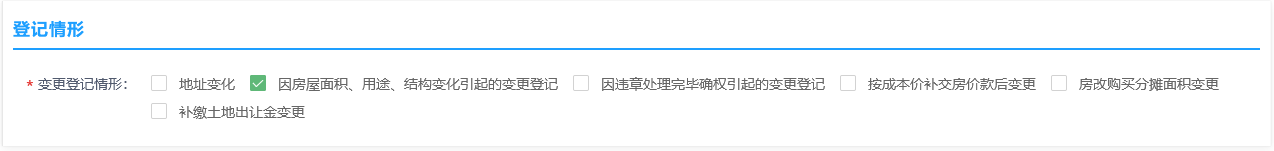 登记情形
* 变更登记情形： 地址变化 因房屋面积、用途、结构变化引起的变更登记 因违章处理完毕确权引起的变更登记 按成本价补交房价款后变更 房改购买分摊面积变更
补缴土地出让金变更